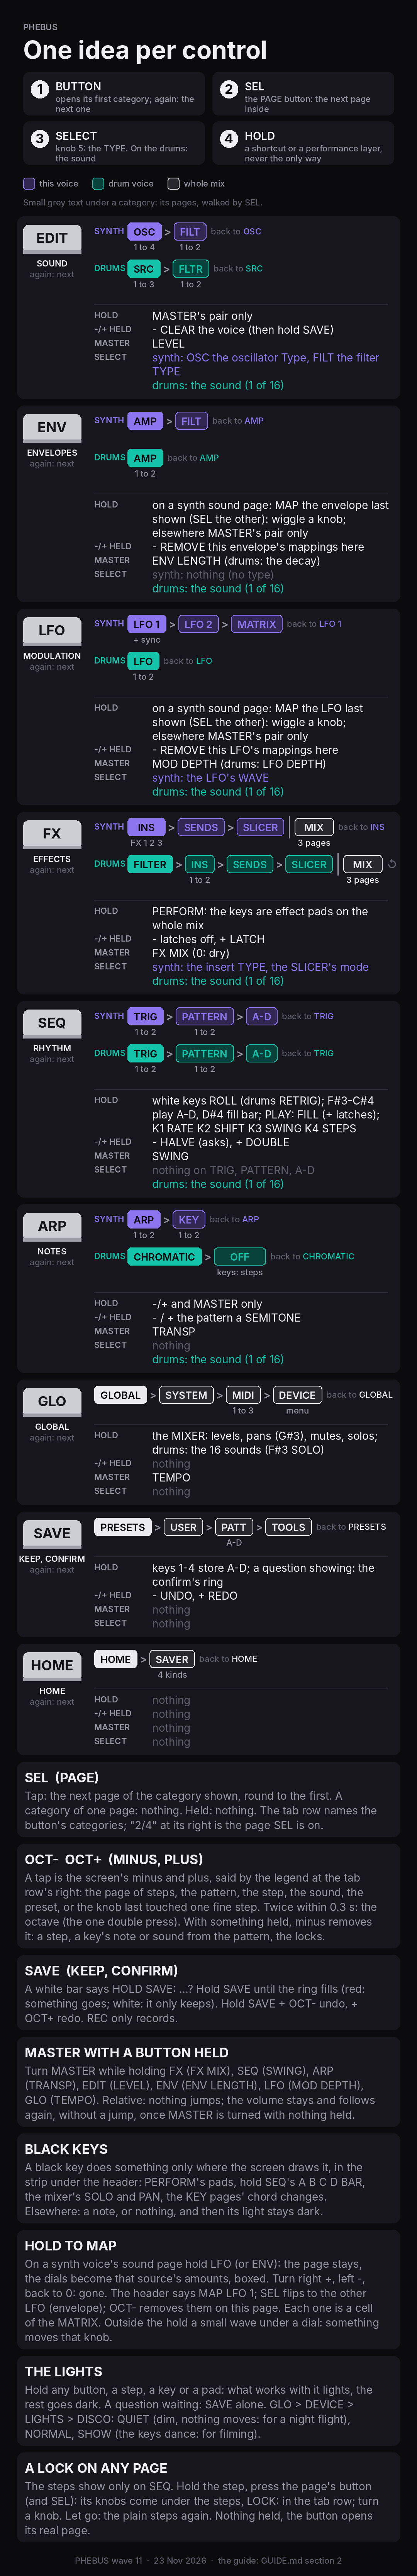 PHEBUS
One idea per control
1 BUTTON
opens its first category; again: the
next one
2 SEL
the PAGE button: the next page
inside
3 SELECT
knob 5: the TYPE. On the drums:
the sound
4 HOLD
a shortcut or a performance layer,
never the only way
this voice drum voice whole mix
Small grey text under a category: its pages, walked by SEL.
EDIT
SOUND
again: next
SYNTH OSC > FILT back to OSC
1 to 4 1 to 2
DRUMS SRC > FLTR back to SRC
1 to 3 1 to 2
HOLD MASTER's pair only
-/+ HELD - CLEAR the voice (then hold SAVE)
MASTER LEVEL
SELECT synth: OSC the oscillator Type, FILT the filter
TYPE
drums: the sound (1 of 16)
ENV
ENVELOPES
again: next
SYNTH AMP > FILT back to AMP
DRUMS AMP back to AMP
1 to 2
HOLD on a synth sound page: MAP the envelope last
shown (SEL the other): wiggle a knob;
elsewhere MASTER's pair only
-/+ HELD - REMOVE this envelope's mappings here
MASTER ENV LENGTH (drums: the decay)
SELECT synth: nothing (no type)
drums: the sound (1 of 16)
LFO
MODULATION
again: next
SYNTH LFO 1 > LFO 2 > MATRIX back to LFO 1
+ sync
DRUMS LFO back to LFO
1 to 2
HOLD on a synth sound page: MAP the LFO last
shown (SEL the other): wiggle a knob;
elsewhere MASTER's pair only
-/+ HELD - REMOVE this LFO's mappings here
MASTER MOD DEPTH (drums: LFO DEPTH)
SELECT synth: the LFO's WAVE
drums: the sound (1 of 16)
FX
EFFECTS
again: next
SYNTH INS > SENDS > SLICER MIX back to INS
FX 1 2 3 3 pages
DRUMS FILTER > INS > SENDS > SLICER MIX
1 to 2 3 pages
HOLD PERFORM: the keys are effect pads on the
whole mix
-/+ HELD - latches off, + LATCH
MASTER FX MIX (0: dry)
SELECT synth: the insert TYPE, the SLICER's mode
drums: the sound (1 of 16)
SEQ
RHYTHM
again: next
SYNTH TRIG > PATTERN > A-D back to TRIG
1 to 2 1 to 2
DRUMS TRIG > PATTERN > A-D back to TRIG
1 to 2 1 to 2
HOLD white keys ROLL (drums RETRIG); F#3-C#4
play A-D, D#4 fill bar; PLAY: FILL (+ latches);
K1 RATE K2 SHIFT K3 SWING K4 STEPS
-/+ HELD - HALVE (asks), + DOUBLE
MASTER SWING
SELECT nothing on TRIG, PATTERN, A-D
drums: the sound (1 of 16)
ARP
NOTES
again: next
SYNTH ARP > KEY back to ARP
1 to 2 1 to 2
DRUMS CHROMATIC > OFF back to CHROMATIC
keys: steps
HOLD -/+ and MASTER only
-/+ HELD - / + the pattern a SEMITONE
MASTER TRANSP
SELECT nothing
drums: the sound (1 of 16)
GLO
GLOBAL
again: next
GLOBAL > SYSTEM > MIDI > DEVICE back to GLOBAL
1 to 3 menu
HOLD the MIXER: levels, pans (G#3), mutes, solos;
drums: the 16 sounds (F#3 SOLO)
-/+ HELD nothing
MASTER TEMPO
SELECT nothing
SAVE
KEEP, CONFIRM
again: next
PRESETS > USER > PATT > TOOLS back to PRESETS
A-D
HOLD keys 1-4 store A-D; a question showing: the
confirm's ring
-/+ HELD - UNDO, + REDO
MASTER nothing
SELECT nothing
HOME
HOME
again: next
HOME > SAVER back to HOME
4 kinds
HOLD nothing
-/+ HELD nothing
MASTER nothing
SELECT nothing
SEL (PAGE)
Tap: the next page of the category shown, round to the first. A
category of one page: nothing. Held: nothing. The tab row names the
button's categories; "2/4" at its right is the page SEL is on.
OCT- OCT+ (MINUS, PLUS)
A tap is the screen's minus and plus, said by the legend at the tab
row's right: the page of steps, the pattern, the step, the sound, the
preset, or the knob last touched one fine step. Twice within 0.3 s: the
octave (the one double press). With something held, minus removes
it: a step, a key's note or sound from the pattern, the locks.
SAVE (KEEP, CONFIRM)
A white bar says HOLD SAVE: ...? Hold SAVE until the ring fills (red:
something goes; white: it only keeps). Hold SAVE + OCT- undo, +
OCT+ redo. REC only records.
MASTER WITH A BUTTON HELD
Turn MASTER while holding FX (FX MIX), SEQ (SWING), ARP
(TRANSP), EDIT (LEVEL), ENV (ENV LENGTH), LFO (MOD DEPTH),
GLO (TEMPO). Relative: nothing jumps; the volume stays and follows
again, without a jump, once MASTER is turned with nothing held.
BLACK KEYS
A black key does something only where the screen draws it, in the
strip under the header: PERFORM's pads, hold SEQ's A B C D BAR,
the mixer's SOLO and PAN, the KEY pages' chord changes.
Elsewhere: a note, or nothing, and then its light stays dark.
HOLD TO MAP
On a synth voice's sound page hold LFO (or ENV): the page stays,
the dials become that source's amounts, boxed. Turn right +, left -,
back to 0: gone. The header says MAP LFO 1; SEL flips to the other
LFO (envelope); OCT- removes them on this page. Each one is a cell
of the MATRIX. Outside the hold a small wave under a dial: something
moves that knob.
THE LIGHTS
Hold any button, a step, a key or a pad: what works with it lights, the
rest goes dark. A question waiting: SAVE alone. GLO > DEVICE >
LIGHTS > DISCO: QUIET (dim, nothing moves: for a night flight),
NORMAL, SHOW (the keys dance: for filming).
A LOCK ON ANY PAGE
The steps show only on SEQ. Hold the step, press the page's button
(and SEL): its knobs come under the steps, LOCK: in the tab row; turn
a knob. Let go: the plain steps again. Nothing held, the button opens
its real page.
PHEBUS wave 11 · 23 Nov 2026 · the guide: GUIDE.md section 2